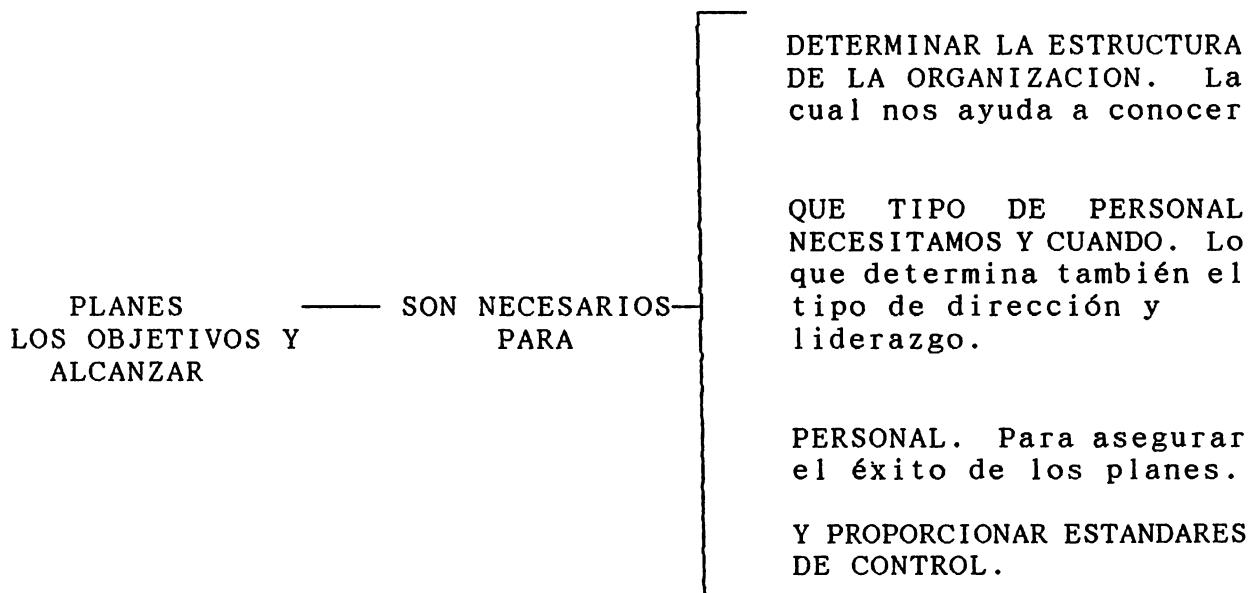 PLANES
LOS OBJETIVOS Y
ALCANZAR
SON NECESARIOS
PARA
DETERMINAR LA ESTRUCTURA
DE LA ORGANIZACION. La
cual nos ayuda a conocer
QUE TIPO DE PERSONAL
NECESITAMOS Y CUANDO. Lo
que determina también el
tipo de dirección y
liderazgo.
PERSONAL. Para asegurar
el éxito de los planes.
Y PROPORCIONAR ESTANDARES
DE CONTROL.